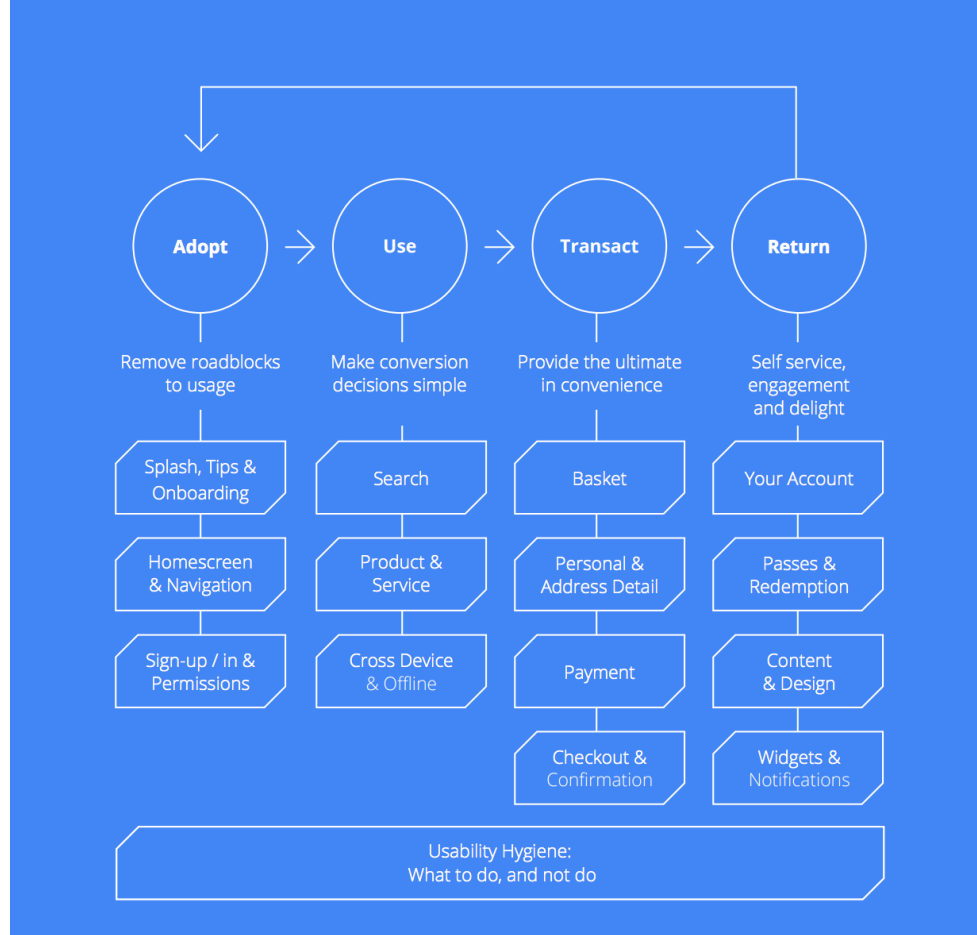 Adopt
Use
Transact
Return
Remove roadblocks
to usage
Make conversion
decisions simple
Provide the ultimate
in convenience
Self service,
engagement
and delight
Splash, Tips &
Onboarding
Search
Basket
Your Account
Homescreen
& Navigation
Product &
Service
Personal &
Address Detail
Passes &
Redemption
Sign-up / in &
Permissions
Cross Device
& Offline
Payment
Content
& Design
Checkout &
Confirmation
Widgets &
Notifications
Usability Hygiene:
What to do, and not do